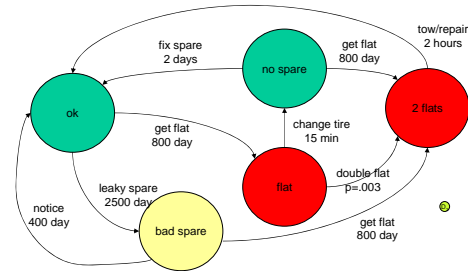 tow/repair
2 hours
fix spare
2 days
get flat
800 day
no spare
2 flats
ok
get flat
800 day
change tire
15 min
flat
double flat
p=.003
leaky spare
2500 day
notice
400 day
bad spare
get flat
800 day